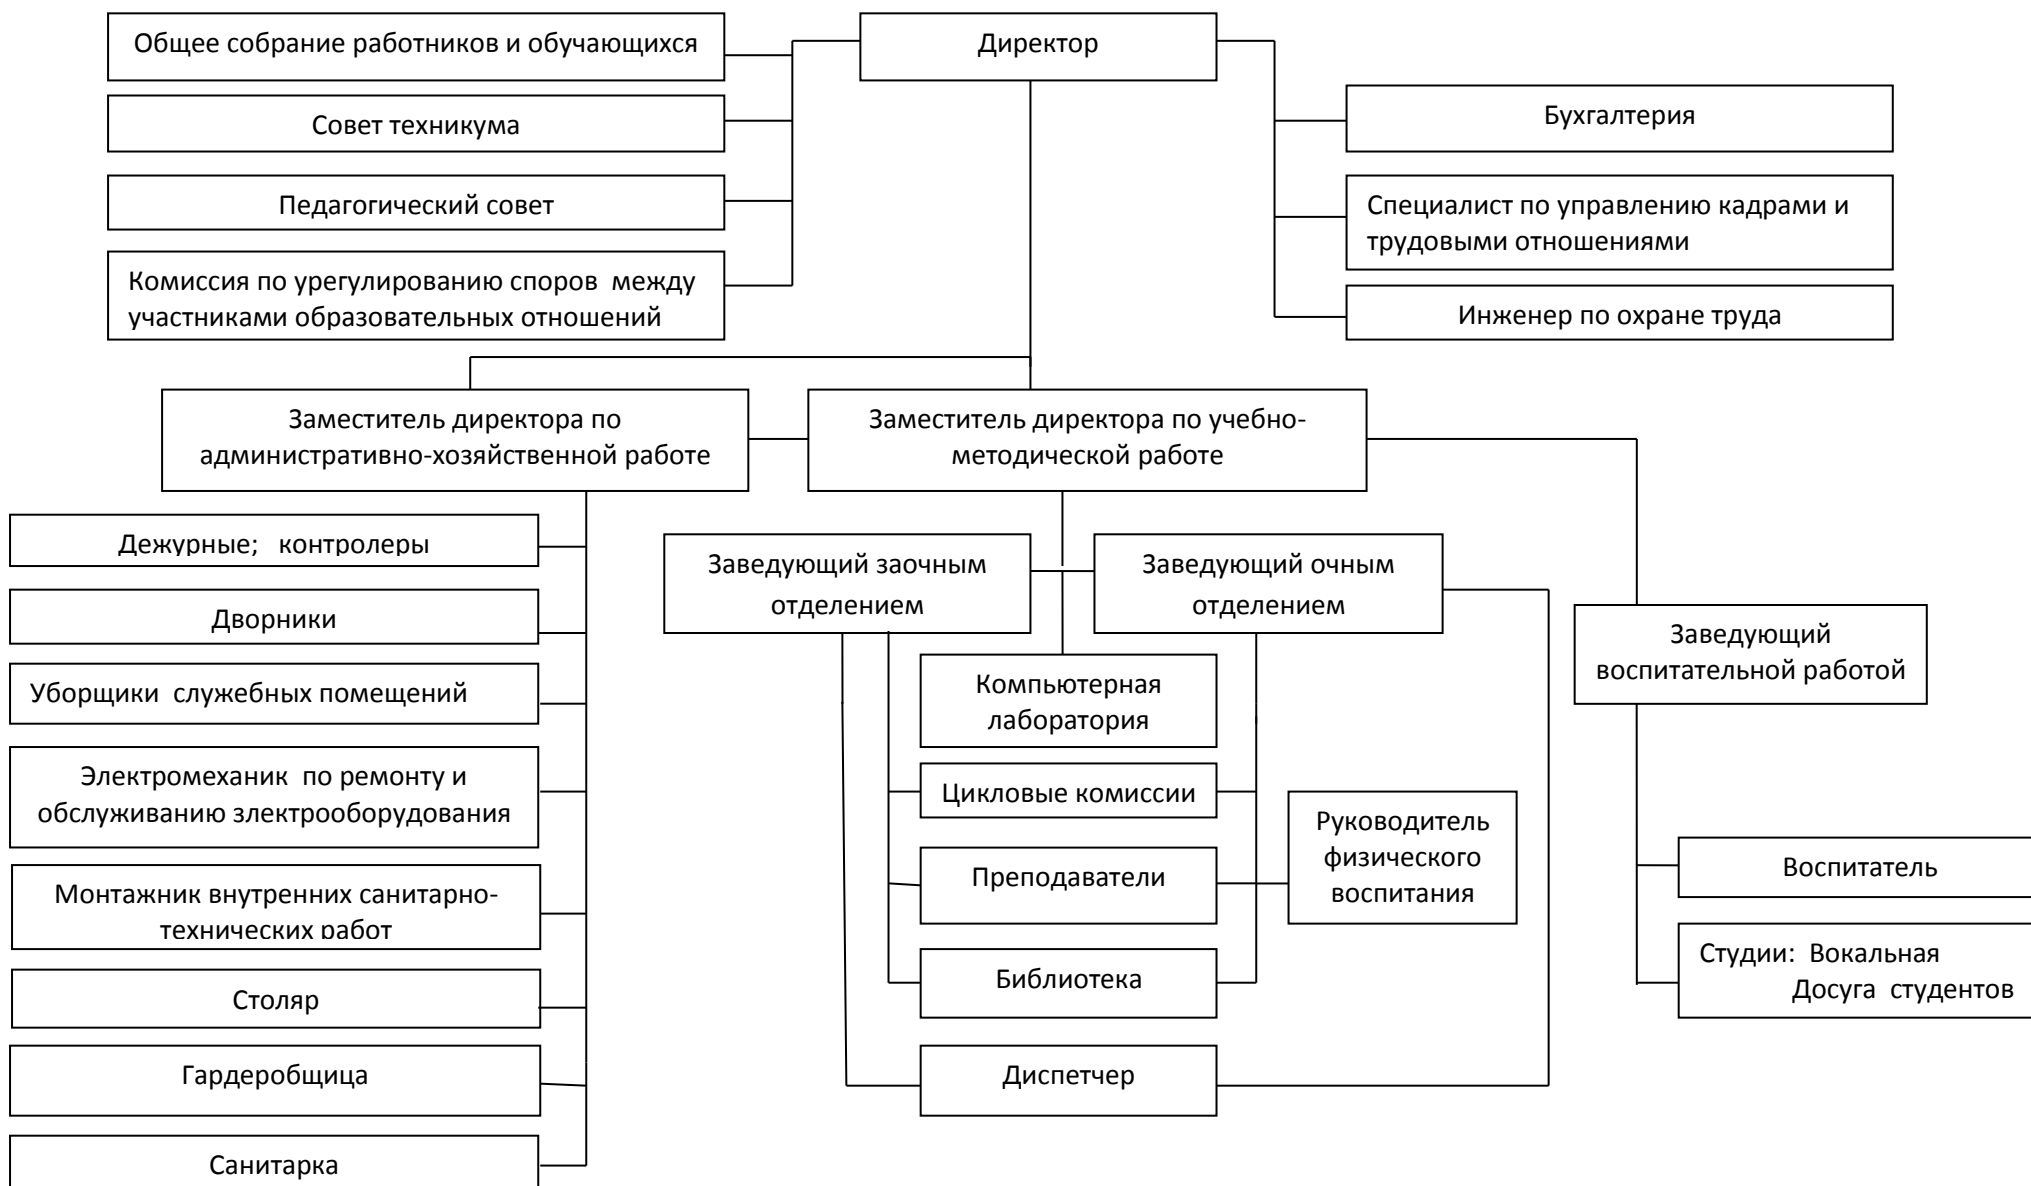 Общее собрание работников и обучающихся
Директор
Совет техникума
Бухгалтерия
Педагогический совет
Специалист по управлению кадрами и
трудовыми отношениями
Комиссия по урегулированию споров между
участниками образовательных отношений
Инженер по охране труда
Заместитель директора по
административно-хозяйственной работе
Заместитель директора по учебно-
методической работе
Дежурные; контролеры
Дворники
Уборщики служебных помещений
Электромеханик по ремонту и
обслуживанию злектрооборудования
Монтажник внутренних санитарно-
технических работ
Столяр
Гардеробщица
Санитарка
Заведующий заочным
отделением
Заведующий очным
отделением
Компьютерная
лаборатория
Цикловые комиссии
Преподаватели
Библиотека
Диспетчер
Руководитель
физического
воспитания
Заведующий
воспитательной работой
Воспитатель
Студии: Вокальная
Досуга студентов